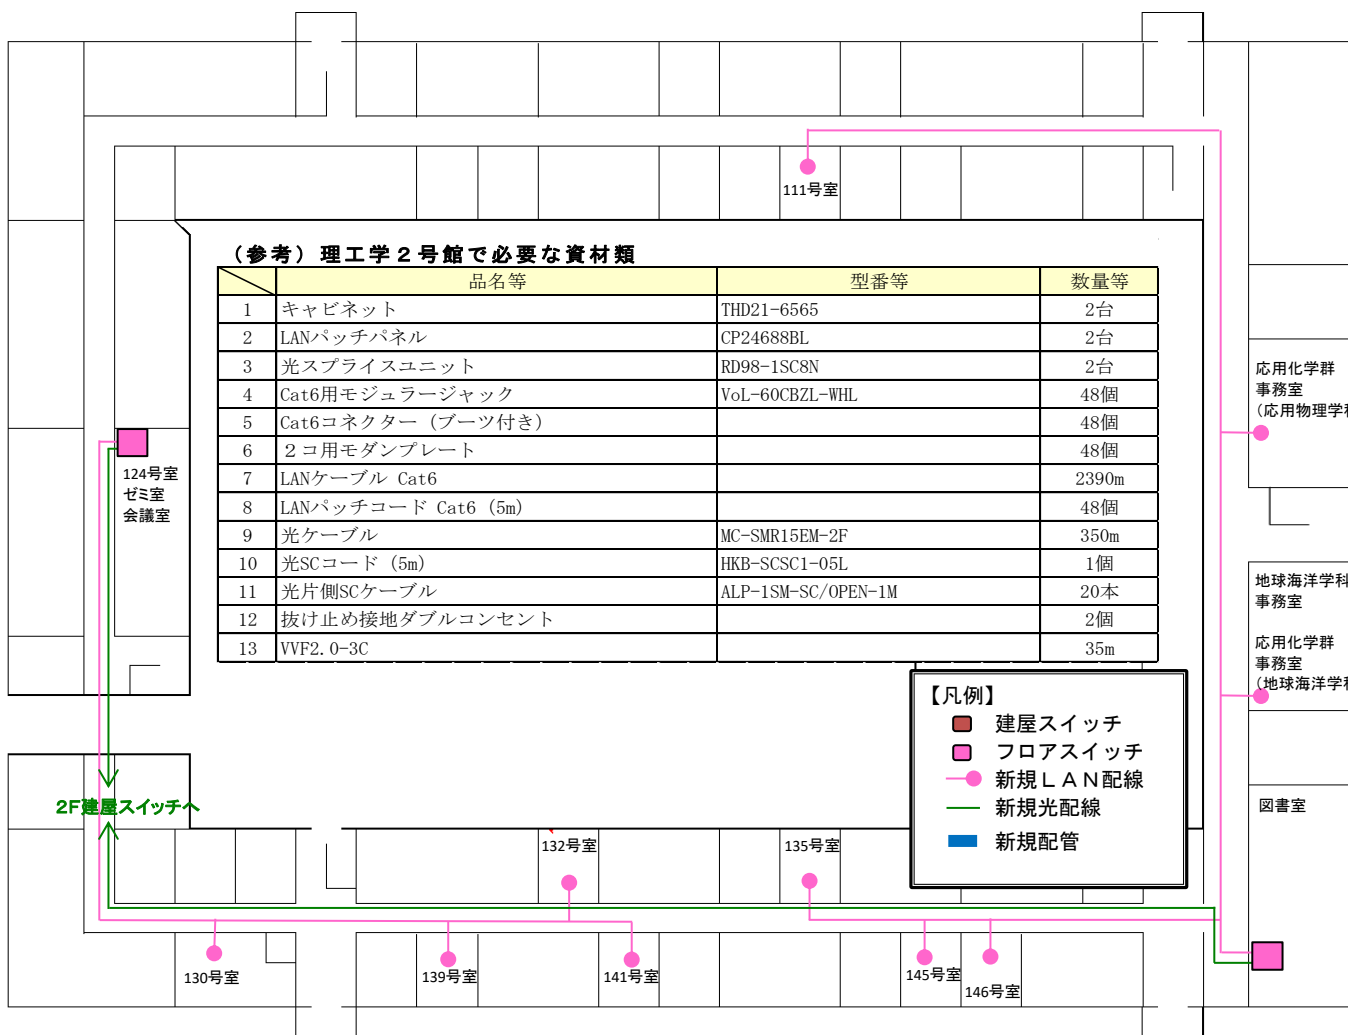 111号室
（参考）理工学２号館で必要な資材類
品名等 型番等 数量等
1 キャビネット THD21-6565 2台
2 LANパッチパネル CP24688BL 2台
3 光スプライスユニット RD98-1SC8N 2台
4 Cat6用モジュラージャック VoL-60CBZL-WHL 48個
5 Cat6コネクター（ブーツ付き） 48個
6 ２コ用モダンプレート 48個
7 LANケーブル Cat6 2390m
8 LANパッチコード Cat6（5m） 48個
9 光ケーブル MC-SMR15EM-2F 350m
10 光SCコード（5m） HKB-SCSC1-05L 1個
11 光片側SCケーブル ALP-1SM-SC/OPEN-1M 20本
12 抜け止め接地ダブルコンセント 2個
13 VVF2.0-3C 35m
応用化学群
事務室
（応用物理学科
124号室
ゼミ室
会議室
地球海洋学科
事務室
応用化学群
事務室
（地球海洋学科
【凡例】
建屋スイッチ
フロアスイッチ
新規ＬＡＮ配線
新規光配線
新規配管
2F建屋スイッチへ
図書室
132号室
135号室
130号室
139号室
141号室
145号室
146号室